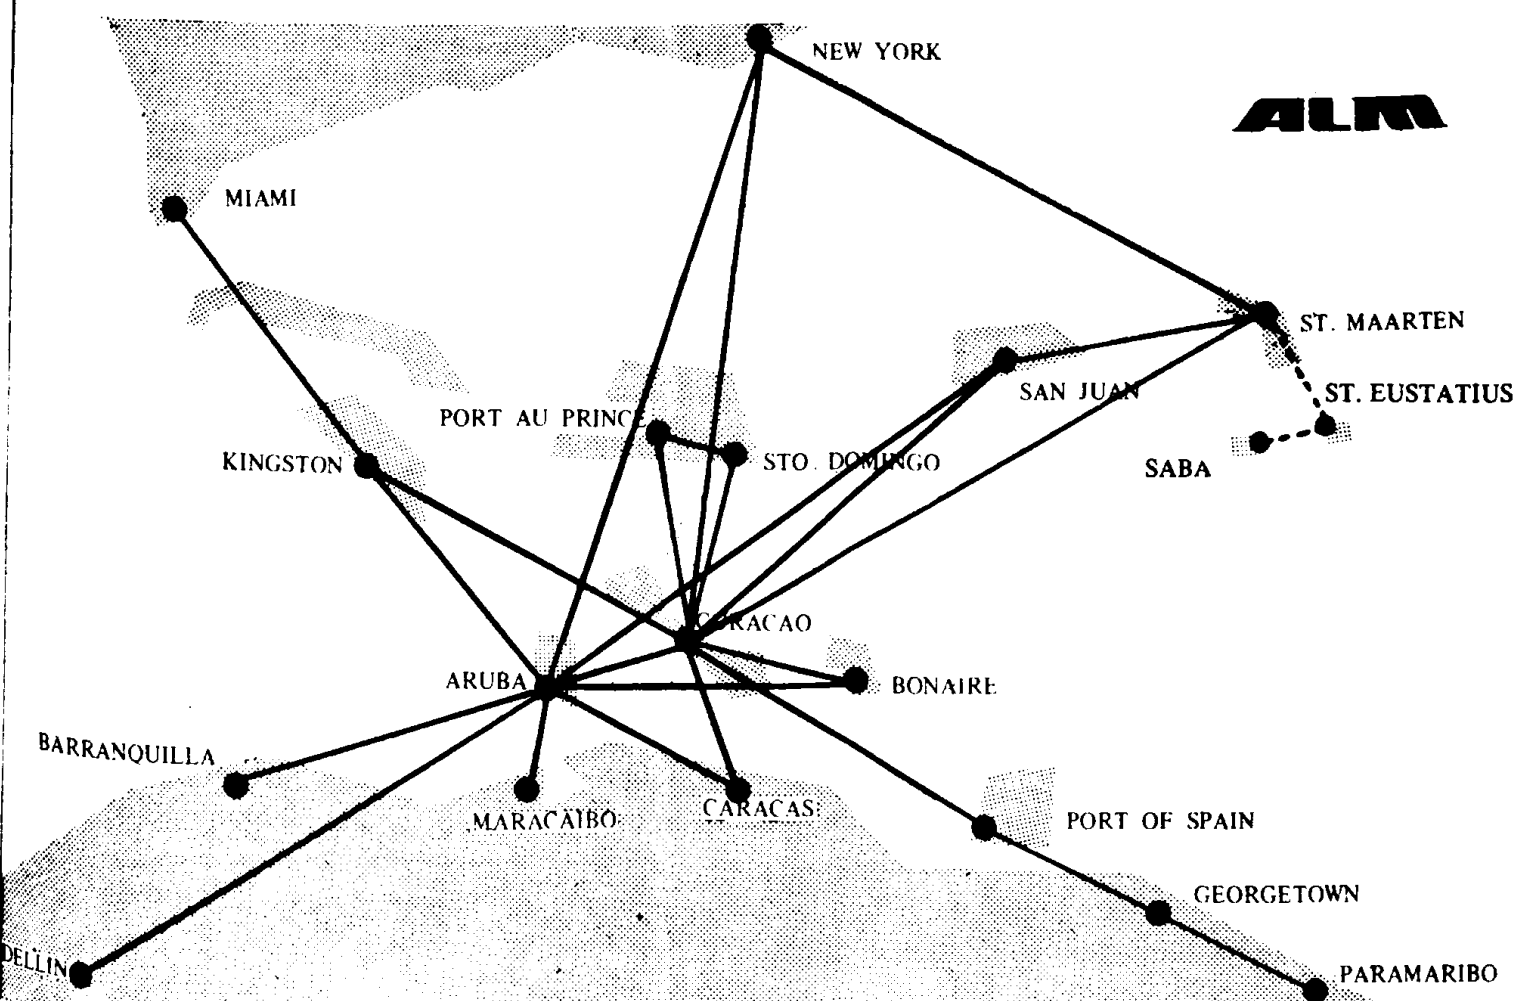 NEW YORK
ALM
MIAMI
ST. MAARTEN
SAN JUAN
ST. EUSTATIUS
PORT AU PRINCE
KINGSTON
STO. DOMINGO
SABA
CURACAO
ARUBA
BONAIRE
BARRANQUILLA
MARACAIBO
CARACAS
PORT OF SPAIN
GEORGETOWN
DELLIN
PARAMARIBO